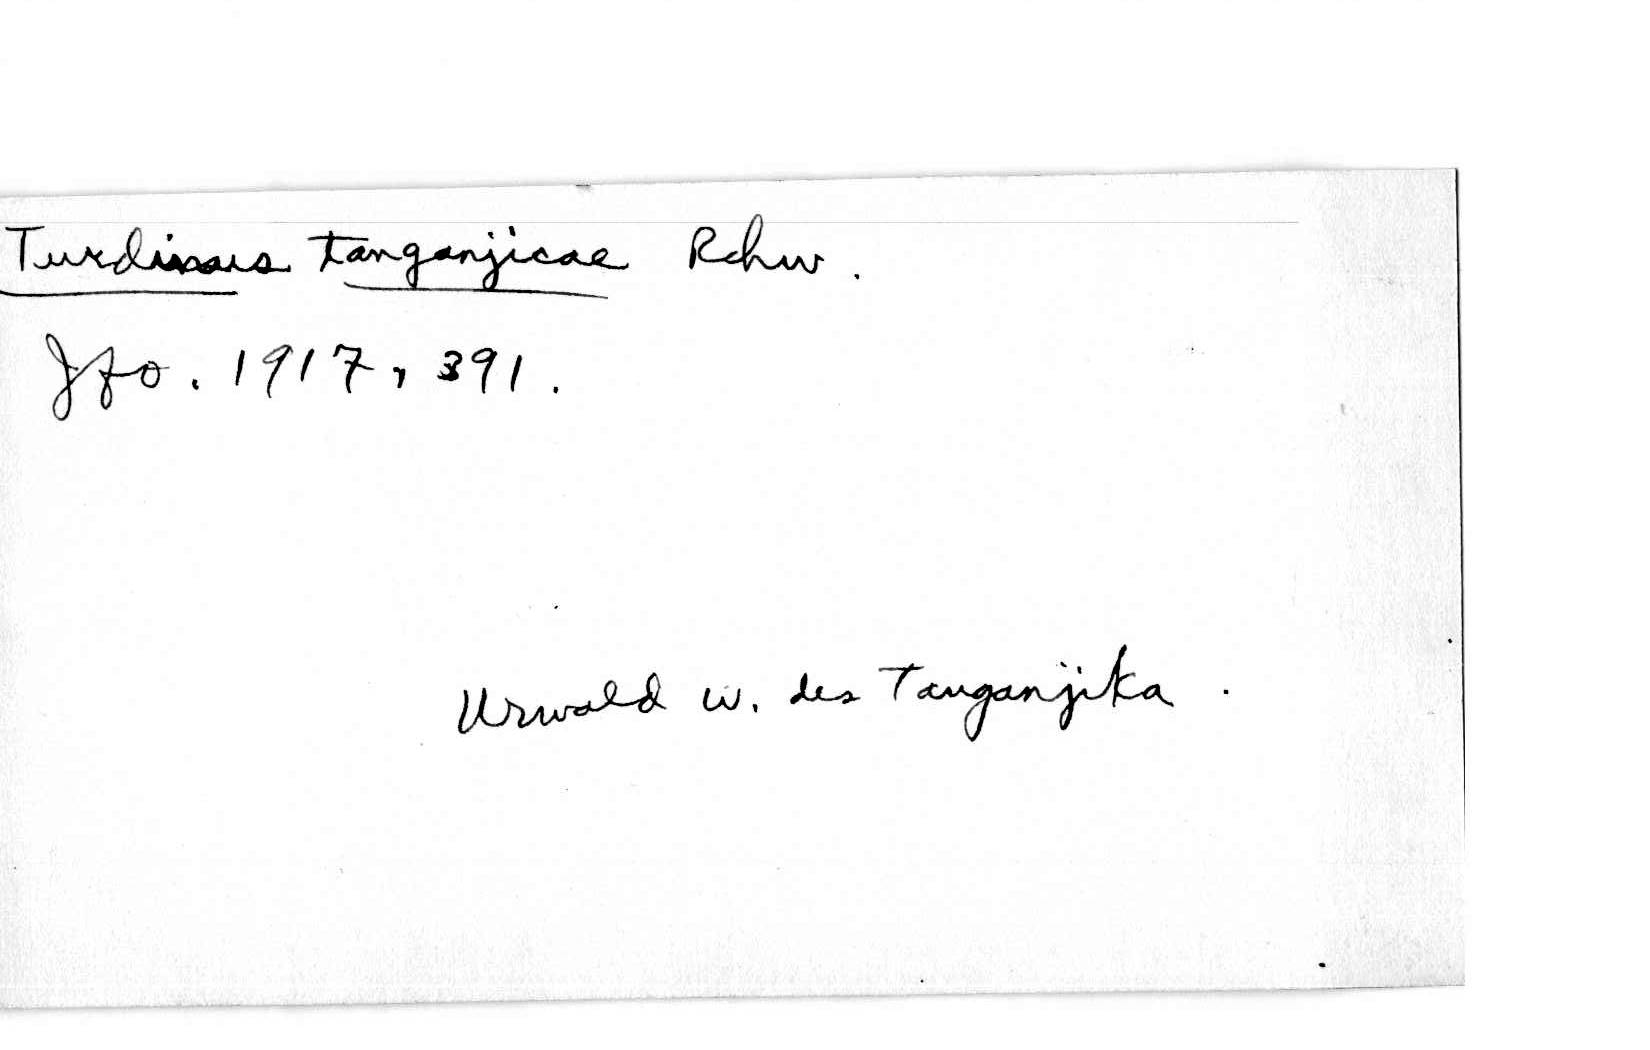 Turdinus tanganjicae Rchw.
JfO. 1917, 391.
Urwald w. des Tanganjika.